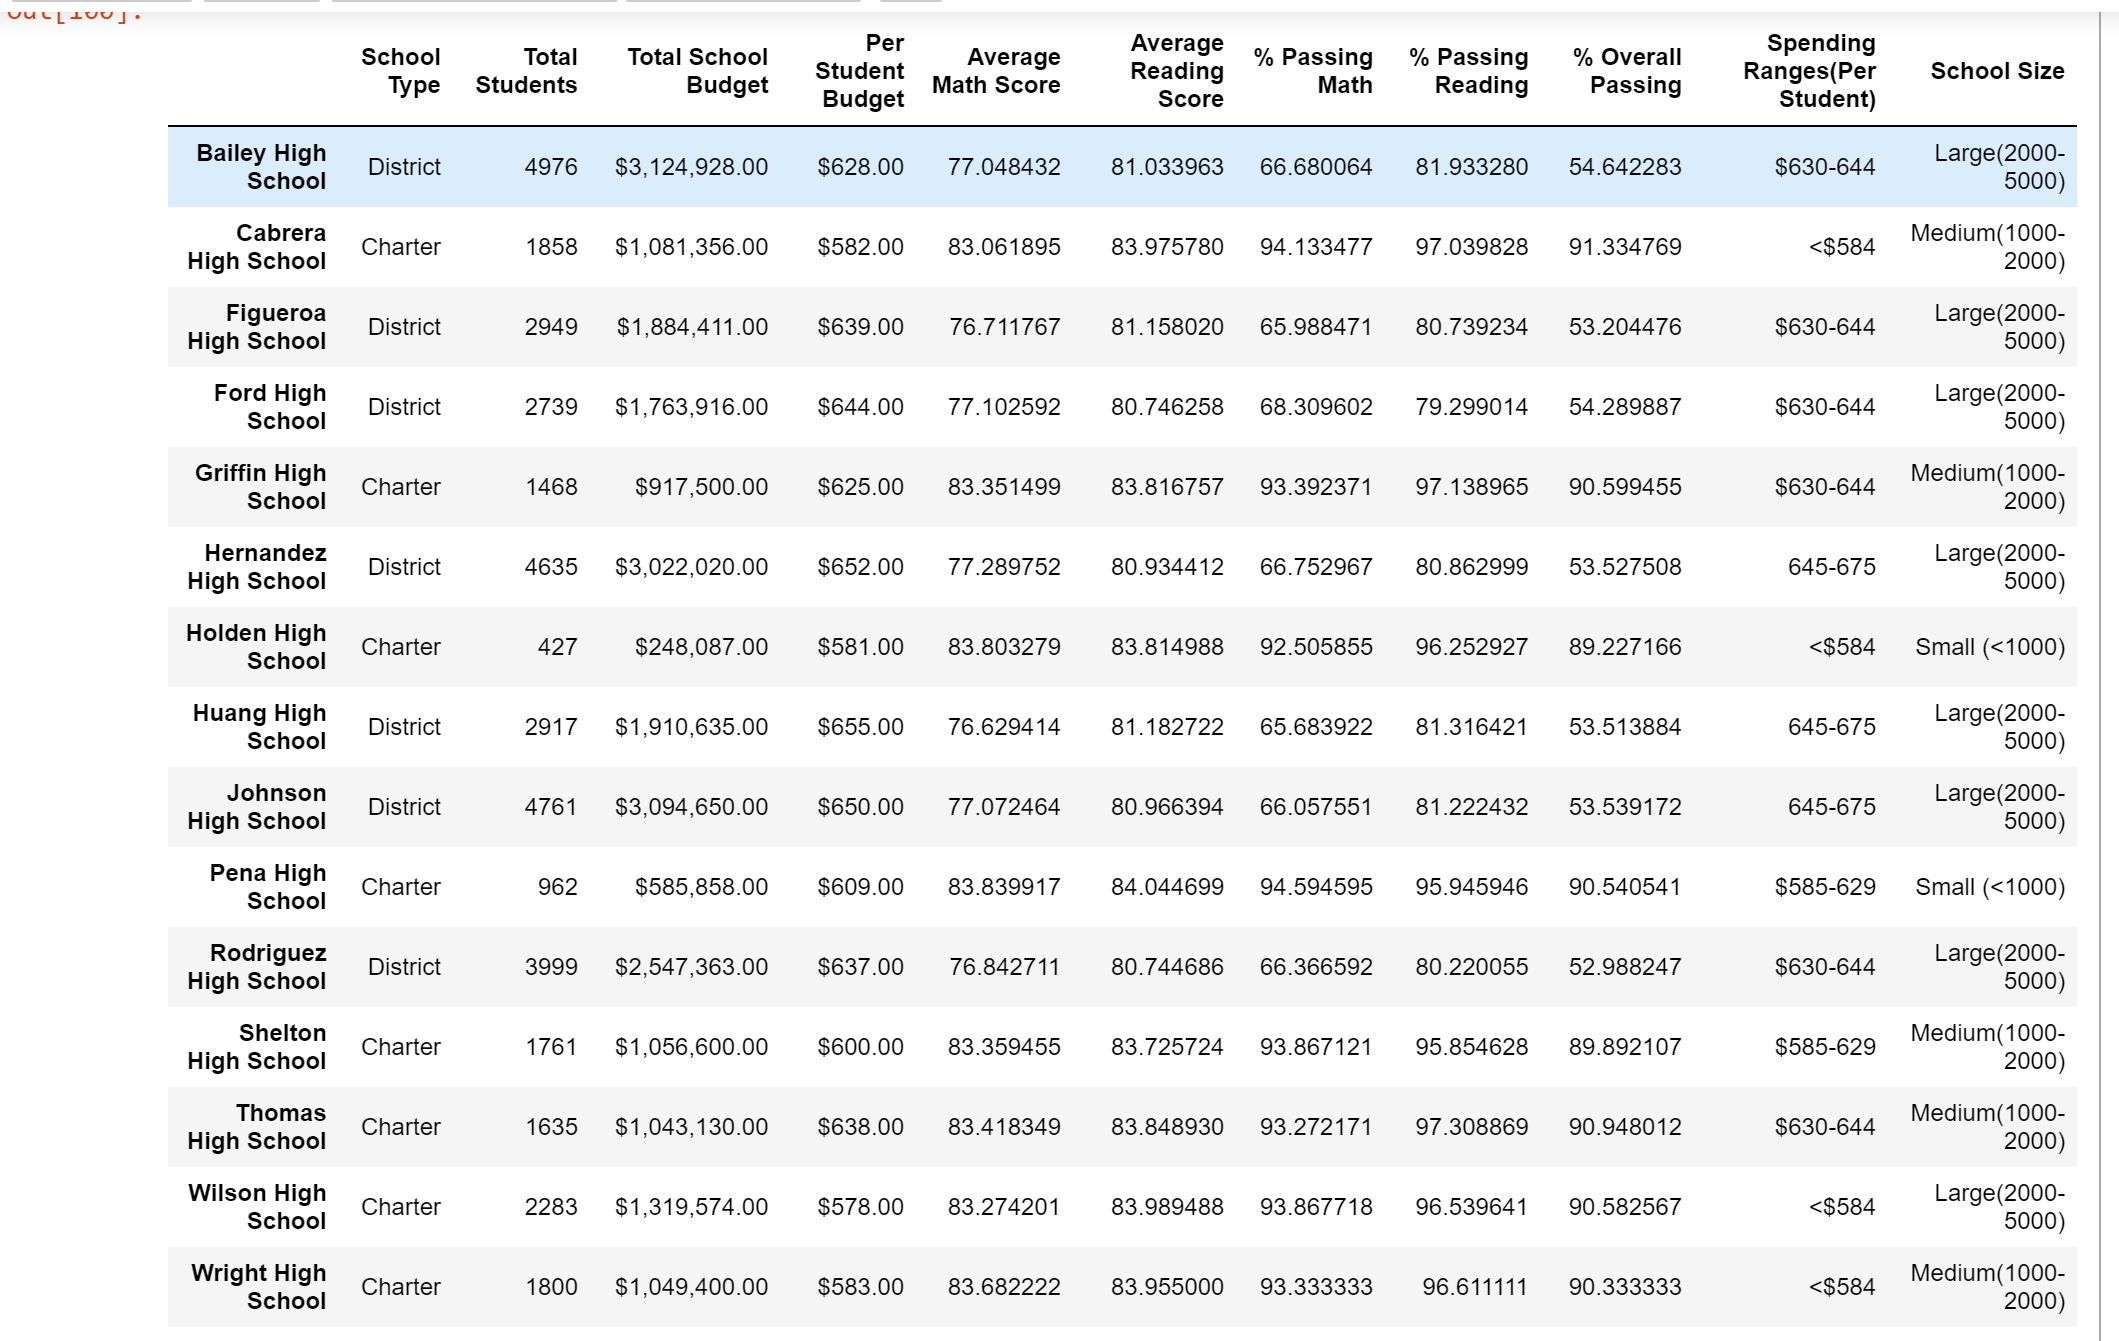 Out[100]:
School Type Total Students Total School Budget Per Student Budget Average Math Score Average Reading Score % Passing Math % Passing Reading % Overall Passing Spending Ranges(Per Student) School Size
Bailey High School District 4976 $3,124,928.00 $628.00 77.048432 81.033963 66.680064 81.933280 54.642283 $630-644 Large(2000-5000)
Cabrera High School Charter 1858 $1,081,356.00 $582.00 83.061895 83.975780 94.133477 97.039828 91.334769 <$584 Medium(1000-2000)
Figueroa High School District 2949 $1,884,411.00 $639.00 76.711767 81.158020 65.988471 80.739234 53.204476 $630-644 Large(2000-5000)
Ford High School District 2739 $1,763,916.00 $644.00 77.102592 80.746258 68.309602 79.299014 54.289887 $630-644 Large(2000-5000)
Griffin High School Charter 1468 $917,500.00 $625.00 83.351499 83.816757 93.392371 97.138965 90.599455 $630-644 Medium(1000-2000)
Hernandez High School District 4635 $3,022,020.00 $652.00 77.289752 80.934412 66.752967 80.862999 53.527508 645-675 Large(2000-5000)
Holden High School Charter 427 $248,087.00 $581.00 83.803279 83.814988 92.505855 96.252927 89.227166 <$584 Small (<1000)
Huang High School District 2917 $1,910,635.00 $655.00 76.629414 81.182722 65.683922 81.316421 53.513884 645-675 Large(2000-5000)
Johnson High School District 4761 $3,094,650.00 $650.00 77.072464 80.966394 66.057551 81.222432 53.539172 645-675 Large(2000-5000)
Pena High School Charter 962 $585,858.00 $609.00 83.839917 84.044699 94.594595 95.945946 90.540541 $585-629 Small (<1000)
Rodriguez High School District 3999 $2,547,363.00 $637.00 76.842711 80.744686 66.366592 80.220055 52.988247 $630-644 Large(2000-5000)
Shelton High School Charter 1761 $1,056,600.00 $600.00 83.359455 83.725724 93.867121 95.854628 89.892107 $585-629 Medium(1000-2000)
Thomas High School Charter 1635 $1,043,130.00 $638.00 83.418349 83.848930 93.272171 97.308869 90.948012 $630-644 Medium(1000-2000)
Wilson High School Charter 2283 $1,319,574.00 $578.00 83.274201 83.989488 93.867718 96.539641 90.582567 <$584 Large(2000-5000)
Wright High School Charter 1800 $1,049,400.00 $583.00 83.682222 83.955000 93.333333 96.611111 90.333333 <$584 Medium(1000-2000)